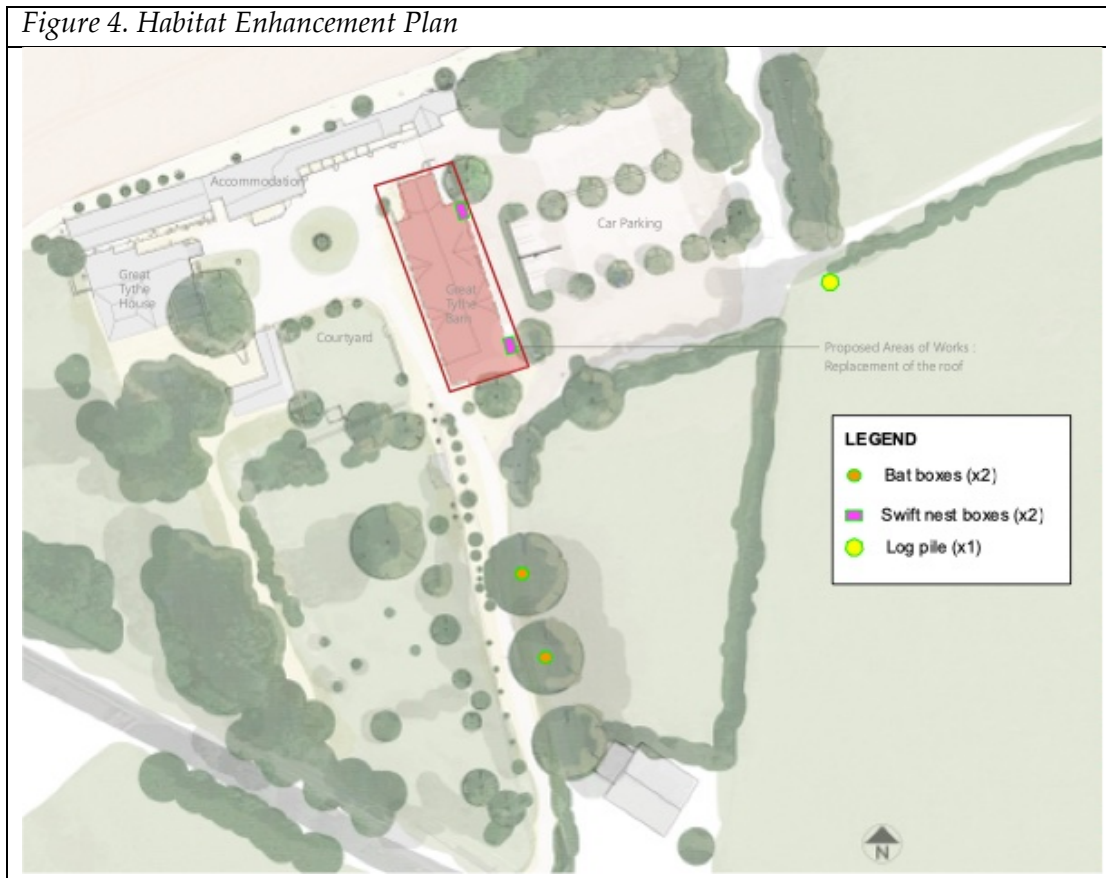 Figure 4. Habitat Enhancement Plan
Accommodation
Car Parking
Great
Tythe
House
Great
Tythe
Barn
Courtyard
Proposed Areas of Works :
Replacement of the roof
LEGEND
Bat boxes (x2)
Swift nest boxes (x2)
Log pile (x1)
N